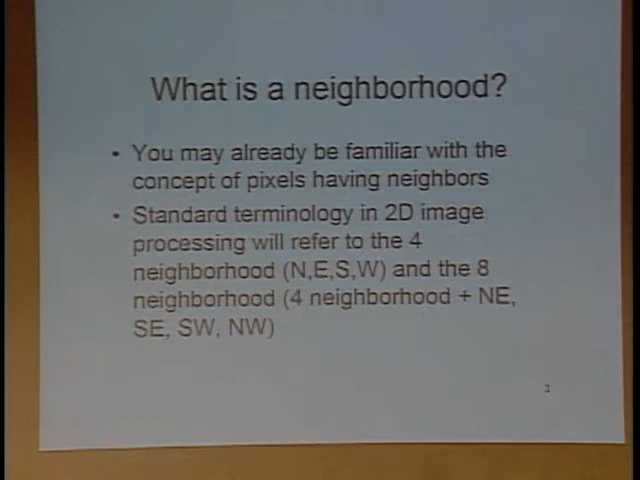 What is a neighborhood?
• You may already be familiar with the
concept of pixels having neighbors
• Standard terminology in 2D image
processing will refer to the 4
neighborhood (N,E,S,W) and the 8
neighborhood (4 neighborhood + NE,
SE, SW, NW)